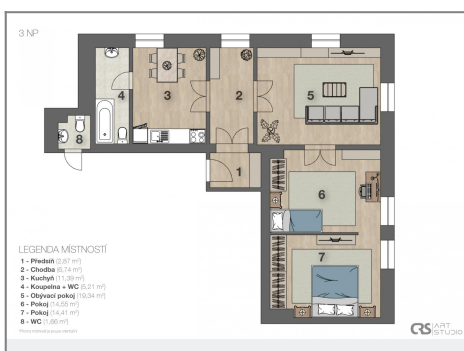 3 NP
4
3
2
5
8
1
6
7
LEGENDA MÍSTNOSTÍ
1 - Předsíň (2,87 m²)
2 - Chodba (6,74 m²)
3 - Kuchyň (11,39 m²)
4 - Koupelna + WC (5,21 m²)
5 - Obývací pokoj (19,34 m²)
6 - Pokoj (14,55 m²)
7 - Pokoj (14,41 m²)
8 - WC (1,66 m²)
CRS ART STUDIO